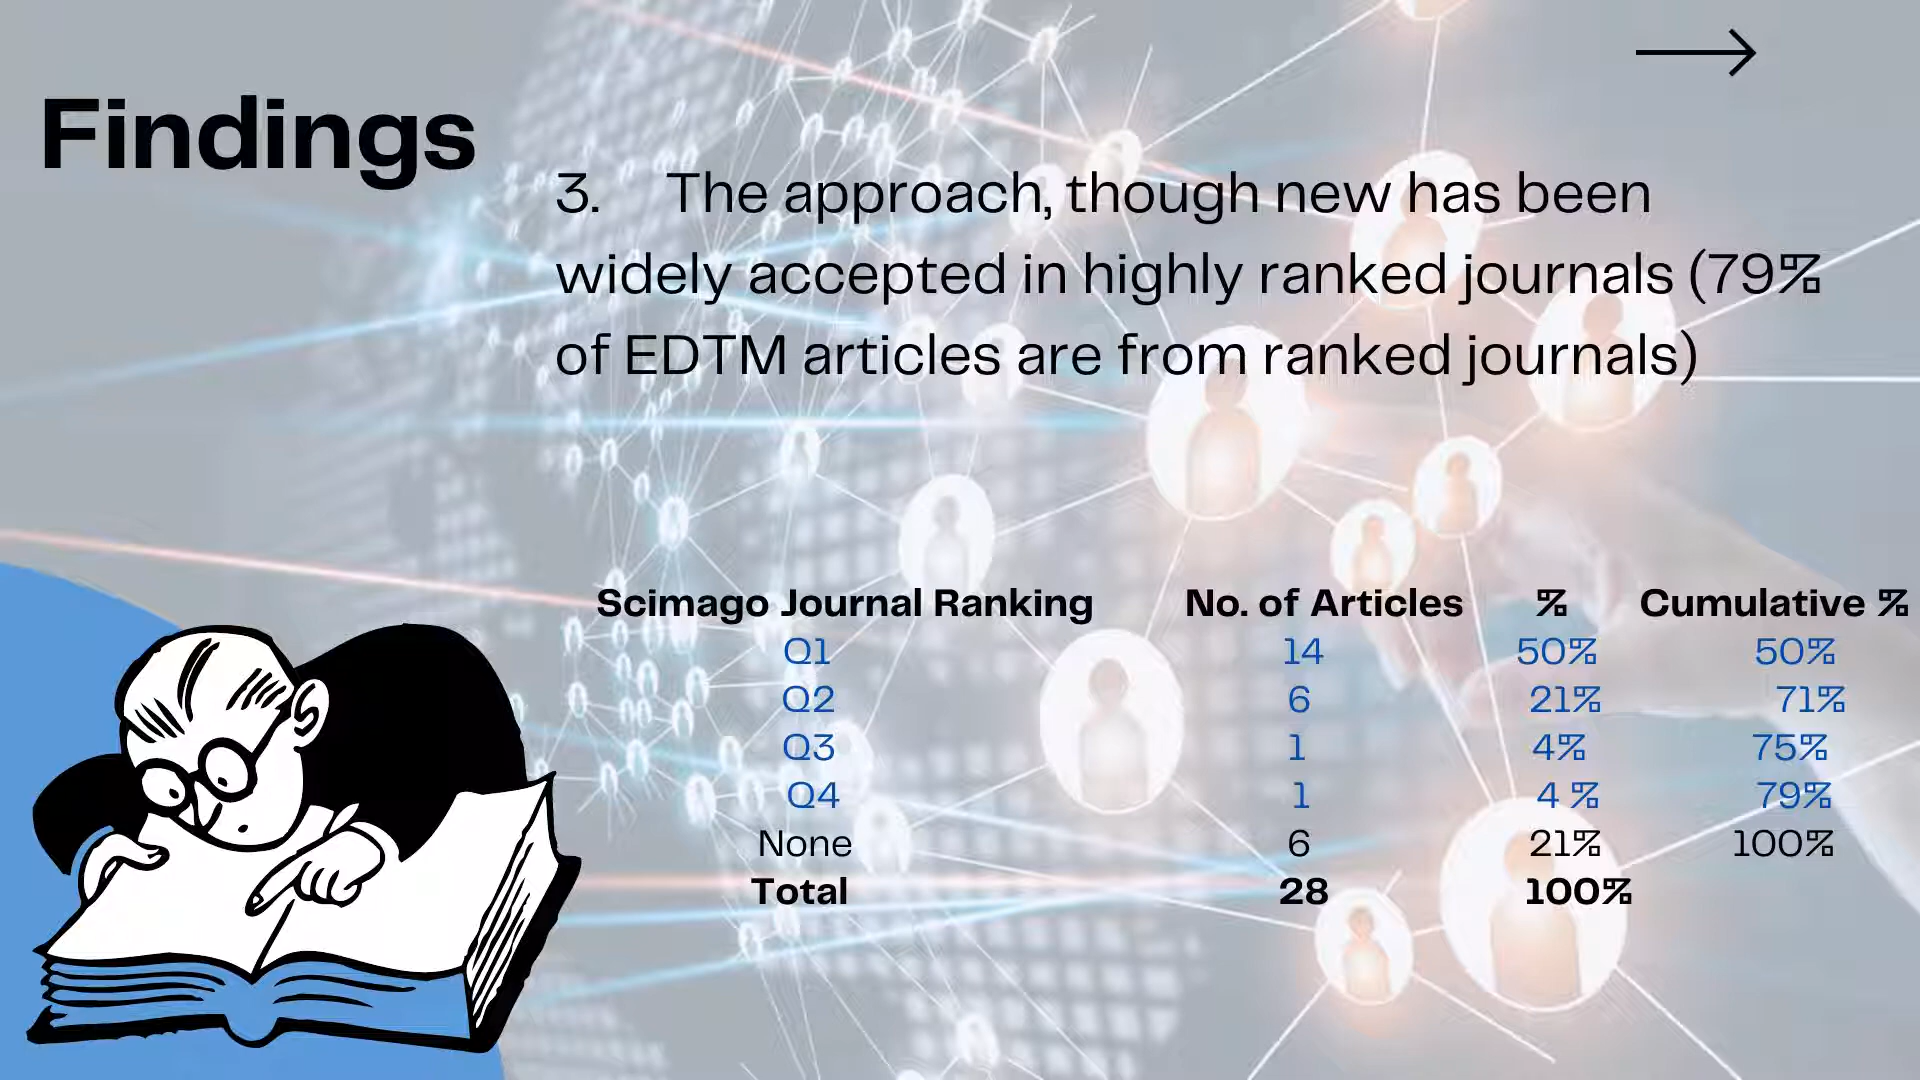 Findings
3. The approach, though new has been
widely accepted in highly ranked journals (79%
of EDTM articles are from ranked journals)
Scimago Journal Ranking No. of Articles % Cumulative %
Q1 14 50% 50%
Q2 6 21% 71%
Q3 1 4% 75%
Q4 1 4 % 79%
None 6 21% 100%
Total 28 100%